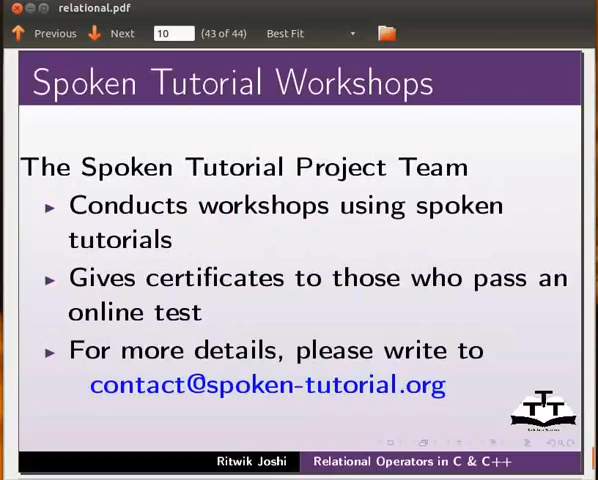 relational.pdf
Previous Next 10 (43 of 44) Best Fit
Spoken Tutorial Workshops
The Spoken Tutorial Project Team
Conducts workshops using spoken
tutorials
Gives certificates to those who pass an
online test
For more details, please write to
contact@spoken-tutorial.org
Ritwik Joshi Relational Operators in C & C++